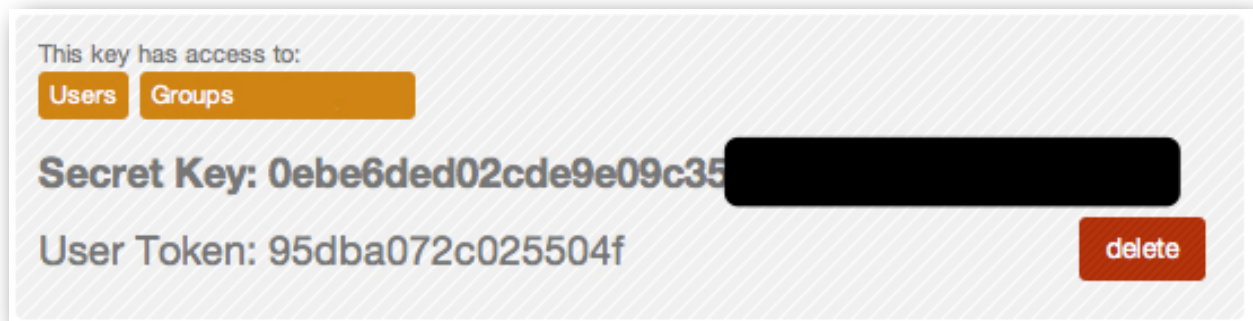 This key has access to:
Users Groups
Secret Key: 0ebe6ded02cde9e09c35
User Token: 95dba072c025504f
delete